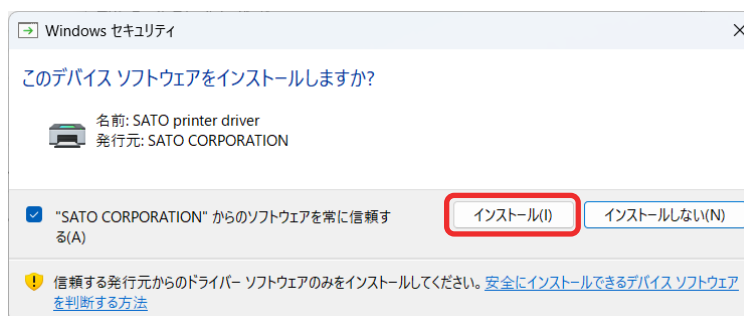 Windows セキュリティ
このデバイス ソフトウェアをインストールしますか?
名前: SATO printer driver
発行元: SATO CORPORATION
"SATO CORPORATION" からのソフトウェアを常に信頼す
る(A)
インストール(I)
インストールしない(N)
信頼する発行元からのドライバー ソフトウェアのみをインストールしてください。安全にインストールできるデバイス ソフトウェア
を判断する方法